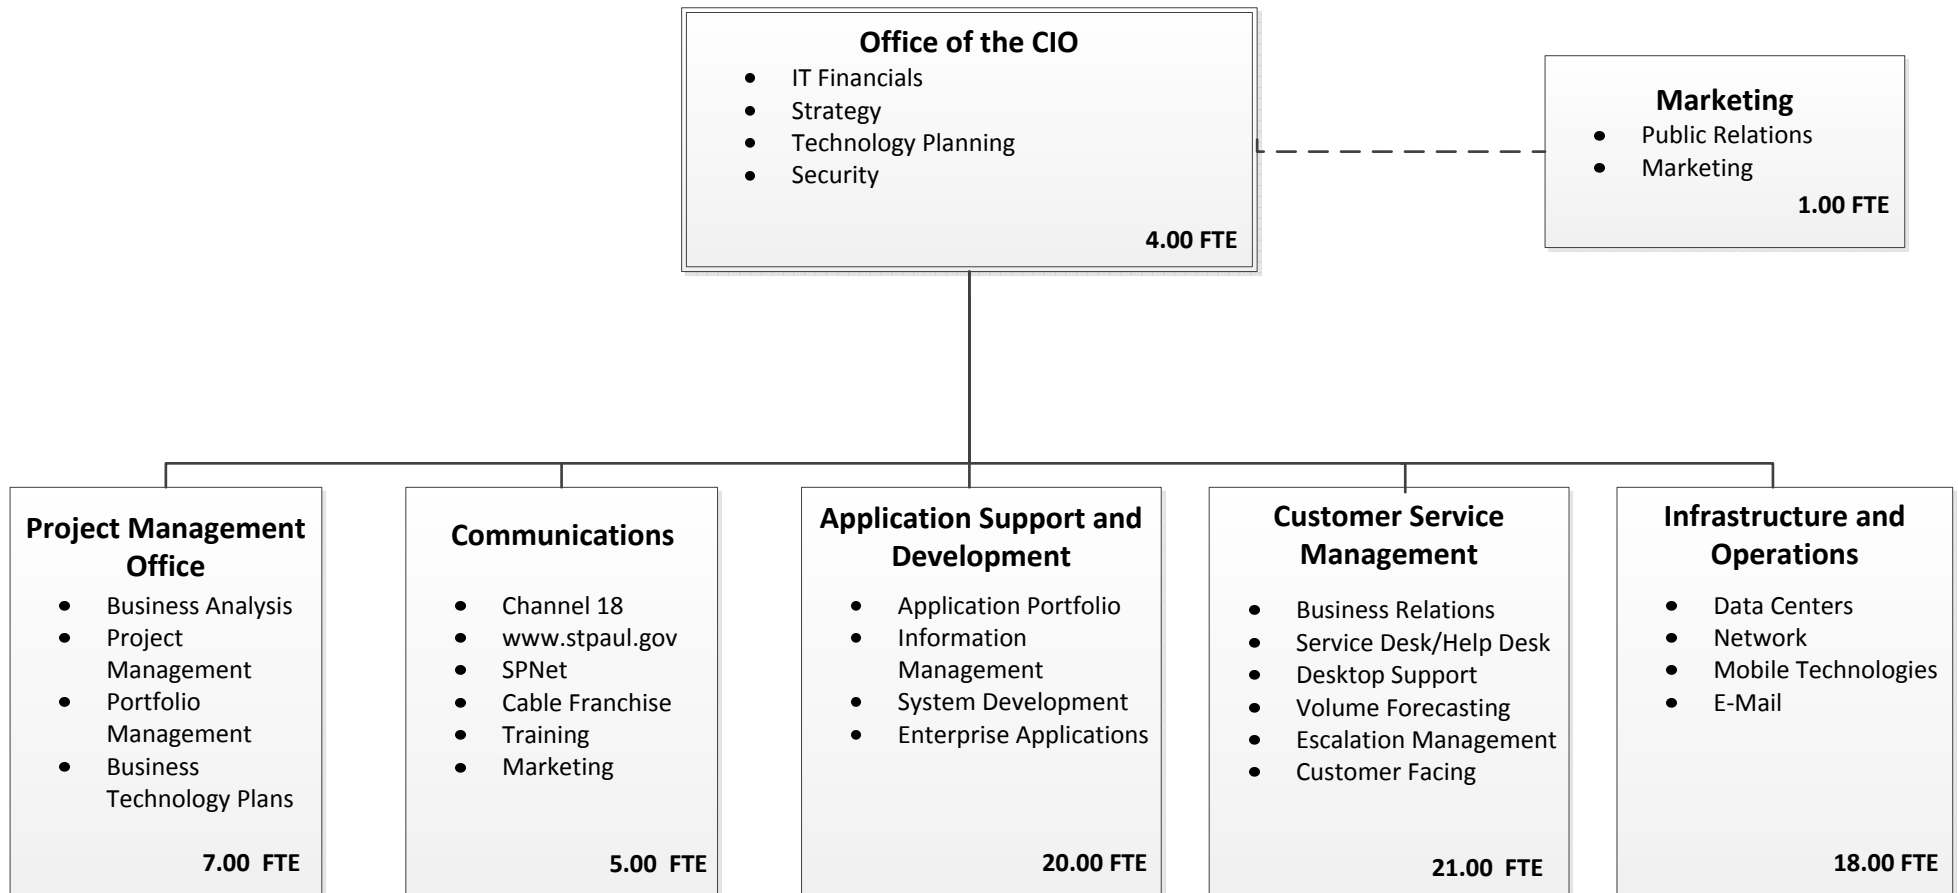 Office of the CIO
• IT Financials
• Strategy
• Technology Planning
• Security
4.00 FTE
Marketing
• Public Relations
• Marketing
1.00 FTE
Project Management
Office
• Business Analysis
• Project
Management
• Portfolio
Management
• Business
Technology Plans
7.00 FTE
Communications
• Channel 18
• www.stpaul.gov
• SPNet
• Cable Franchise
• Training
• Marketing
5.00 FTE
Application Support and
Development
• Application Portfolio
• Information
Management
• System Development
• Enterprise Applications
20.00 FTE
Customer Service
Management
• Business Relations
• Service Desk/Help Desk
• Desktop Support
• Volume Forecasting
• Escalation Management
• Customer Facing
21.00 FTE
Infrastructure and
Operations
• Data Centers
• Network
• Mobile Technologies
• E-Mail
18.00 FTE